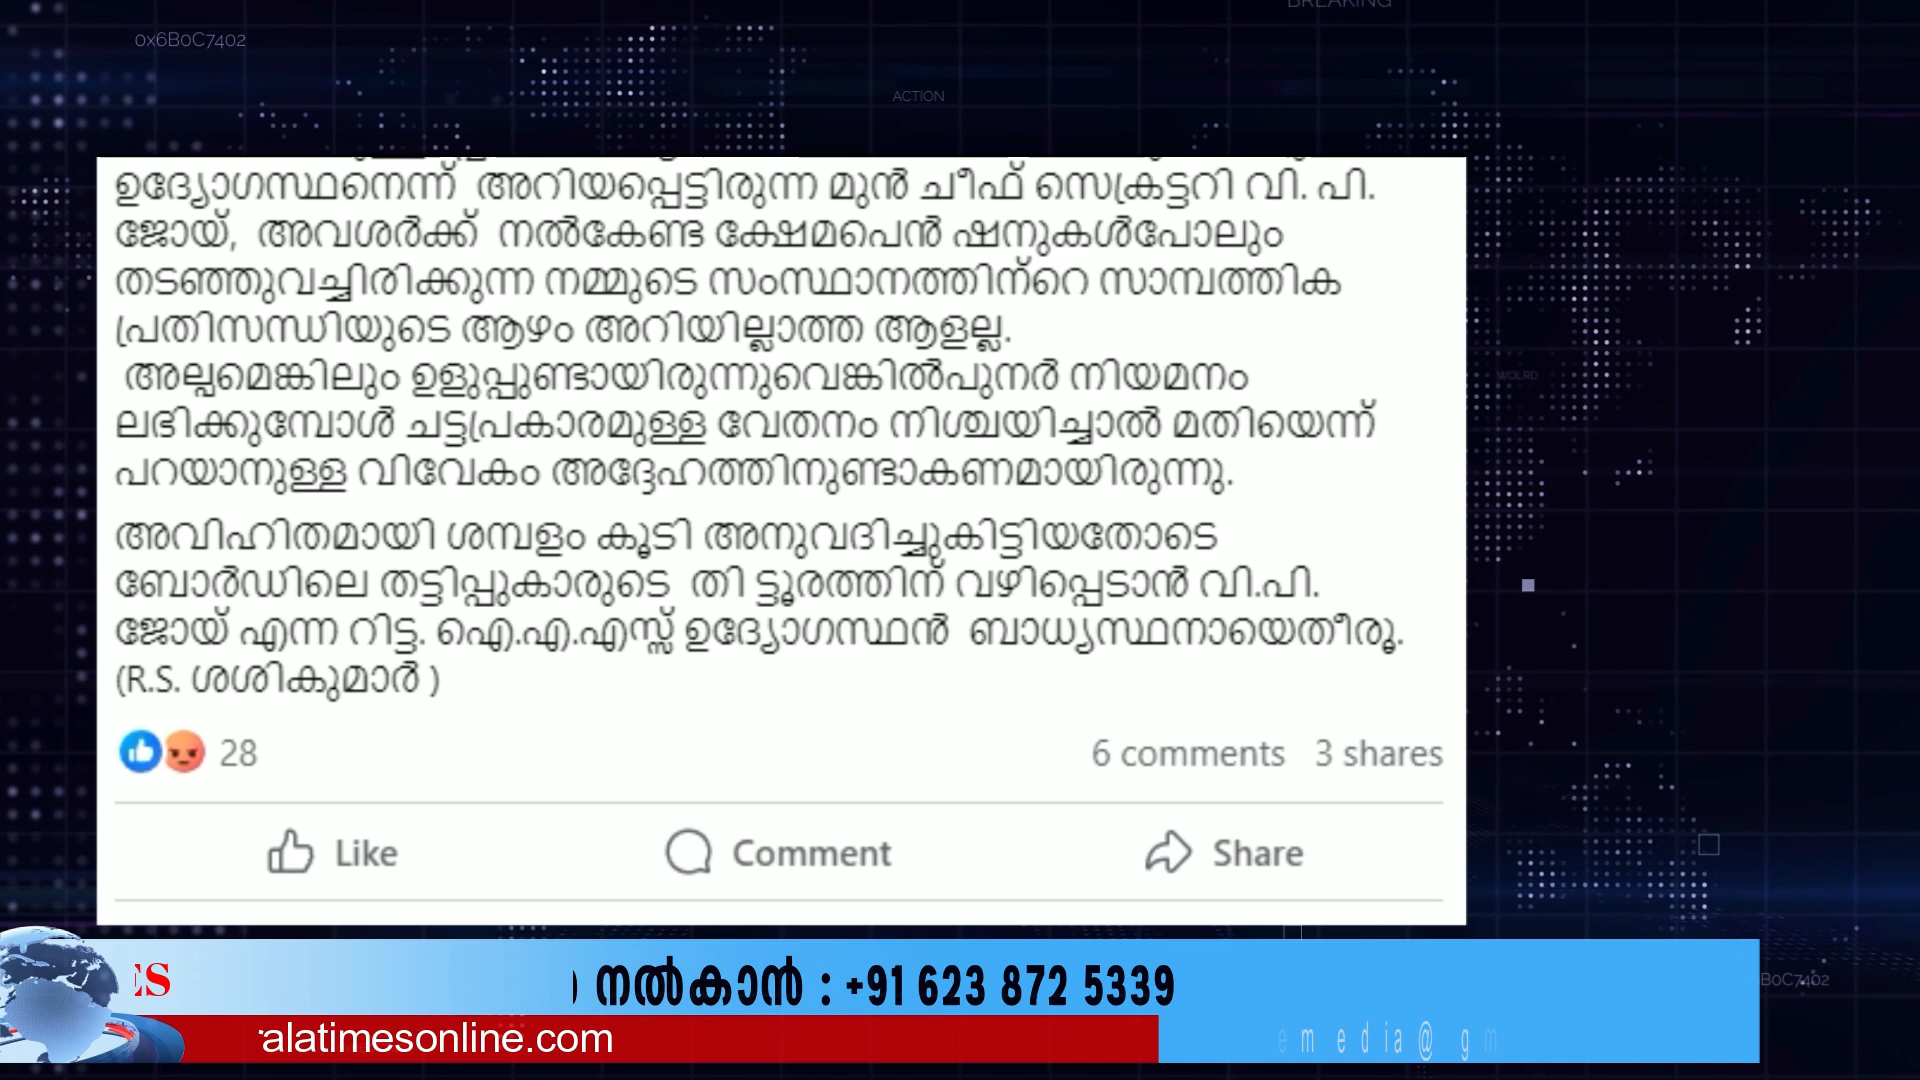 BREAKING
0x6B0C7402
ACTION
ഉദ്യോഗസ്ഥനെന്ന് അറിയപ്പെട്ടിരുന്ന മുൻ ചീഫ് സെക്രട്ടറി വി. പി.
ജോയ്, അവശർക്ക് നൽകേണ്ട ക്ഷേമപെൻ ഷനുകൾപോലും
തടഞ്ഞുവച്ചിരിക്കുന്ന നമ്മുടെ സംസ്ഥാനത്തിന്റെ സാമ്പത്തിക
പ്രതിസന്ധിയുടെ ആഴം അറിയില്ലാത്ത ആളല്ല.
അല്പമെങ്കിലും ഉളുപ്പുണ്ടായിരുന്നുവെങ്കിൽപുനർ നിയമനം
ലഭിക്കുമ്പോൾ ചട്ടപ്രകാരമുള്ള വേതനം നിശ്ചയിച്ചാൽ മതിയെന്ന്
പറയാനുള്ള വിവേകം അദ്ദേഹത്തിനുണ്ടാകണമായിരുന്നു.
അവിഹിതമായി ശമ്പളം കൂടി അനുവദിച്ചുകിട്ടിയതോടെ
ബോർഡിലെ തട്ടിപ്പുകാരുടെ തി ട്ടൂരത്തിന് വഴിപ്പെടാൻ വി.പി.
ജോയ് എന്ന റിട്ട. ഐ.എ.എസ്സ് ഉദ്യോഗസ്ഥൻ ബാധ്യസ്ഥനായെതീരൂ.
(R.S. ശശികുമാർ )
28 6 comments 3 shares
Like Comment Share
WOLRD
ES
നൽകാൻ : +91 623 872 5339
B0C7402
alatimesonline.com
e m e d i a @ g m